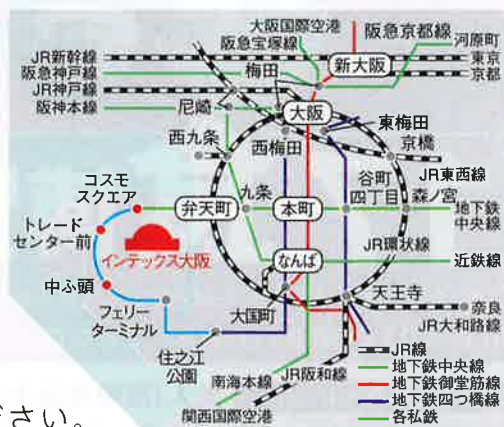 大阪国際空港
阪急京都線
河原町
阪急宝塚線
JR新幹線
梅田
新大阪
東京
阪急神戸線
京都
JR神戸線
阪神本線
尼崎
大阪
東梅田
西九条
西梅田
京橋
JR東西線
コスモ
スクエア
谷町
四丁目
森ノ宮
弁天町
九条
本町
地下鉄
中央線
トレード
センター前
JR環状線
インテックス大阪
なんば
近鉄線
中ふ頭
天王寺
フェリー
ターミナル
大国町
奈良
JR大和路線
住之江
公園
JR阪和線
南海本線
関西国際空港
JR線
地下鉄中央線
地下鉄御堂筋線
地下鉄四つ橋線
各私鉄
ださい。